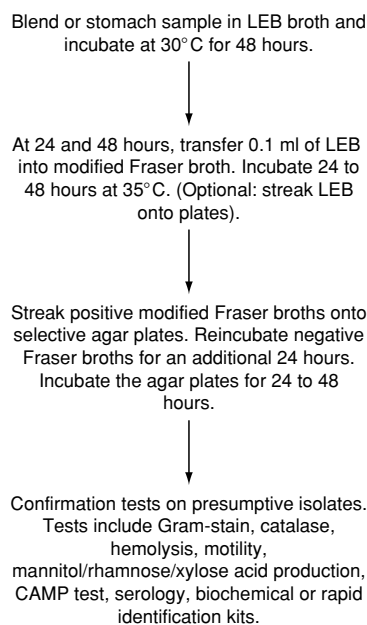 Blend or stomach sample in LEB broth and
incubate at 30°C for 48 hours.
At 24 and 48 hours, transfer 0.1 ml of LEB
into modified Fraser broth. Incubate 24 to
48 hours at 35°C. (Optional: streak LEB
onto plates).
Streak positive modified Fraser broths onto
selective agar plates. Reincubate negative
Fraser broths for an additional 24 hours.
Incubate the agar plates for 24 to 48
hours.
Confirmation tests on presumptive isolates.
Tests include Gram-stain, catalase,
hemolysis, motility,
mannitol/rhamnose/xylose acid production,
CAMP test, serology, biochemical or rapid
identification kits.